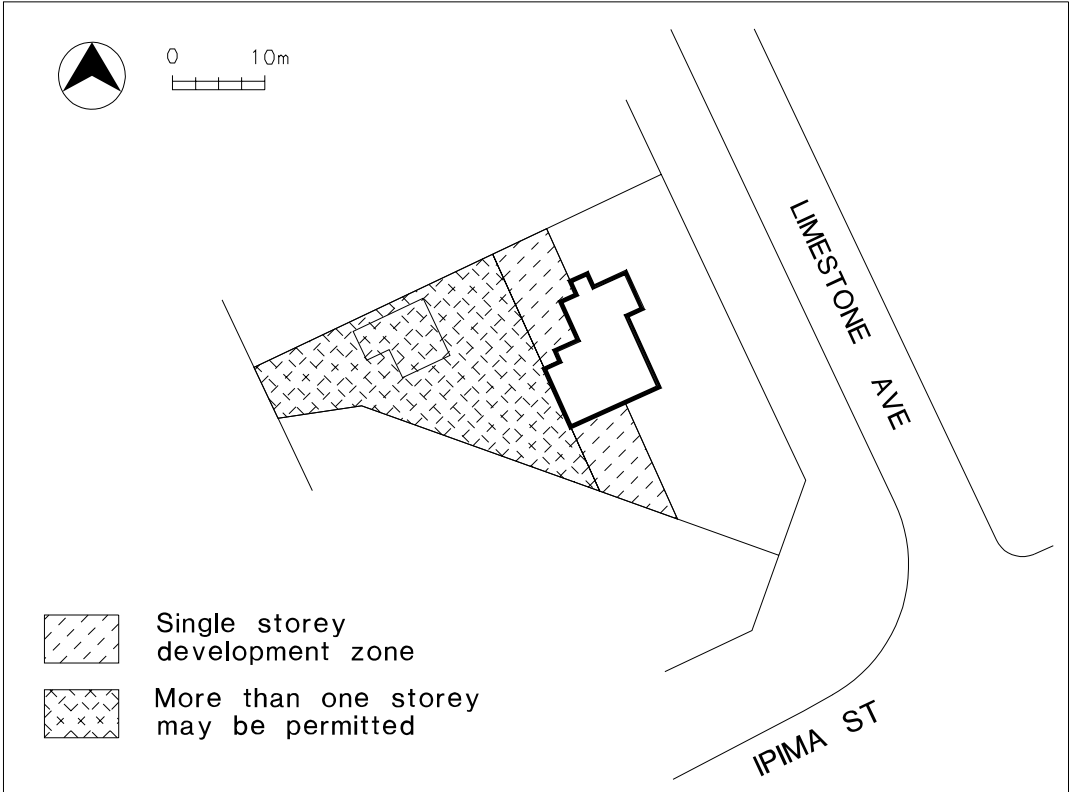 0 10m
LIMESTONE AVE
Single storey
development zone
More than one storey
may be permitted
IPIMA ST